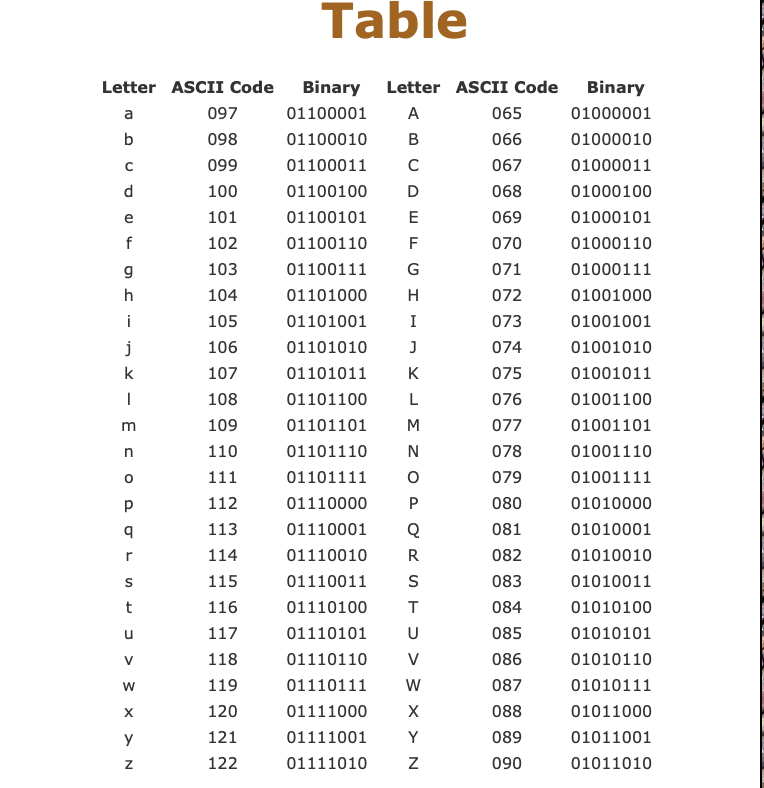 Table
Letter ASCII Code Binary Letter ASCII Code Binary
a 097 01100001 A 065 01000001
b 098 01100010 B 066 01000010
c 099 01100011 C 067 01000011
d 100 01100100 D 068 01000100
e 101 01100101 E 069 01000101
f 102 01100110 F 070 01000110
g 103 01100111 G 071 01000111
h 104 01101000 H 072 01001000
i 105 01101001 I 073 01001001
j 106 01101010 J 074 01001010
k 107 01101011 K 075 01001011
l 108 01101100 L 076 01001100
m 109 01101101 M 077 01001101
n 110 01101110 N 078 01001110
o 111 01101111 O 079 01001111
p 112 01110000 P 080 01010000
q 113 01110001 Q 081 01010001
r 114 01110010 R 082 01010010
s 115 01110011 S 083 01010011
t 116 01110100 T 084 01010100
u 117 01110101 U 085 01010101
v 118 01110110 V 086 01010110
w 119 01110111 W 087 01010111
x 120 01111000 X 088 01011000
y 121 01111001 Y 089 01011001
z 122 01111010 Z 090 01011010